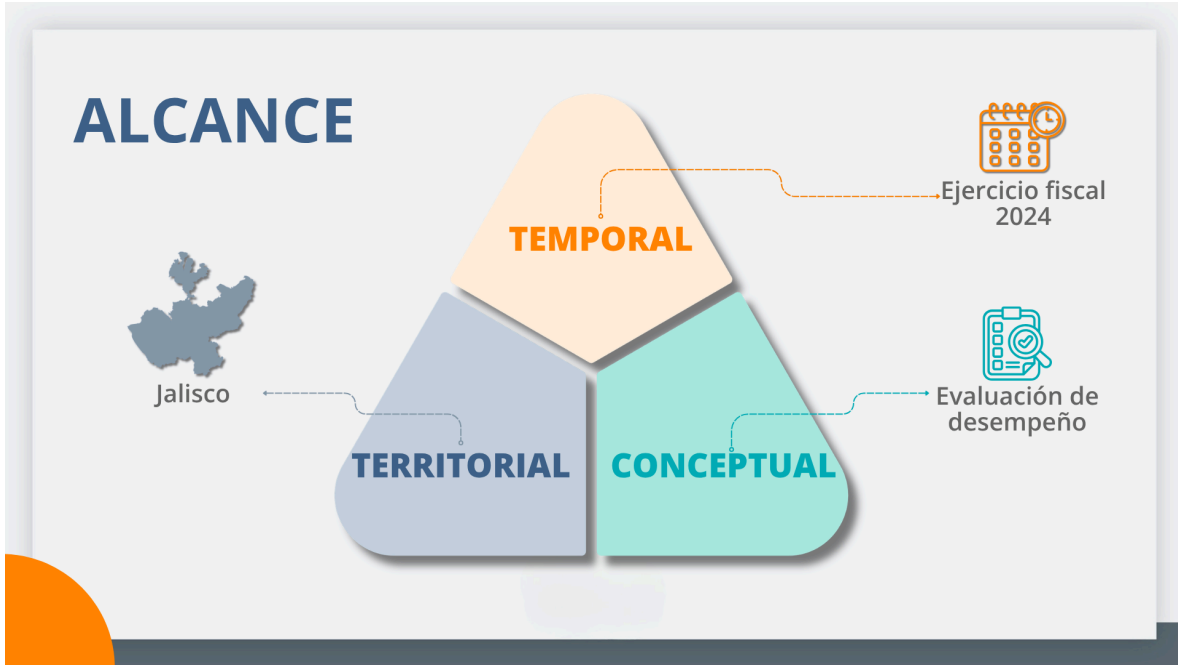 ALCANCE
TEMPORAL
Ejercicio fiscal
2024
Jalisco
TERRITORIAL
CONCEPTUAL
Evaluación de
desempeño